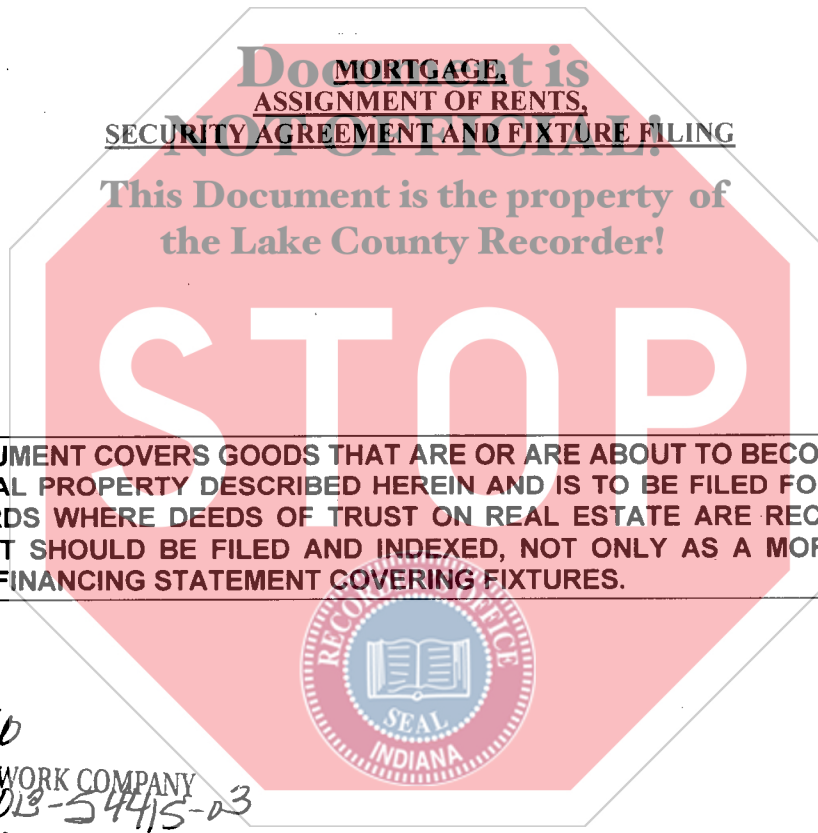 Document is
MORTGAGE,
ASSIGNMENT OF RENTS,
NOT OFFICIAL!
SECURITY AGREEMENT AND FIXTURE FILING
This Document is the property of
the Lake County Recorder!
STOP
UMENT COVERS GOODS THAT ARE OR ARE ABOUT TO BECO
AL PROPERTY DESCRIBED HEREIN AND IS TO BE FILED FO
RDS WHERE DEEDS OF TRUST ON REAL ESTATE ARE REC
T SHOULD BE FILED AND INDEXED, NOT ONLY AS A MOR
FINANCING STATEMENT COVERING FIXTURES.
RECORDER'S OFFICE
SEAL
INDIANA
WORK COMPANY
-54415-03